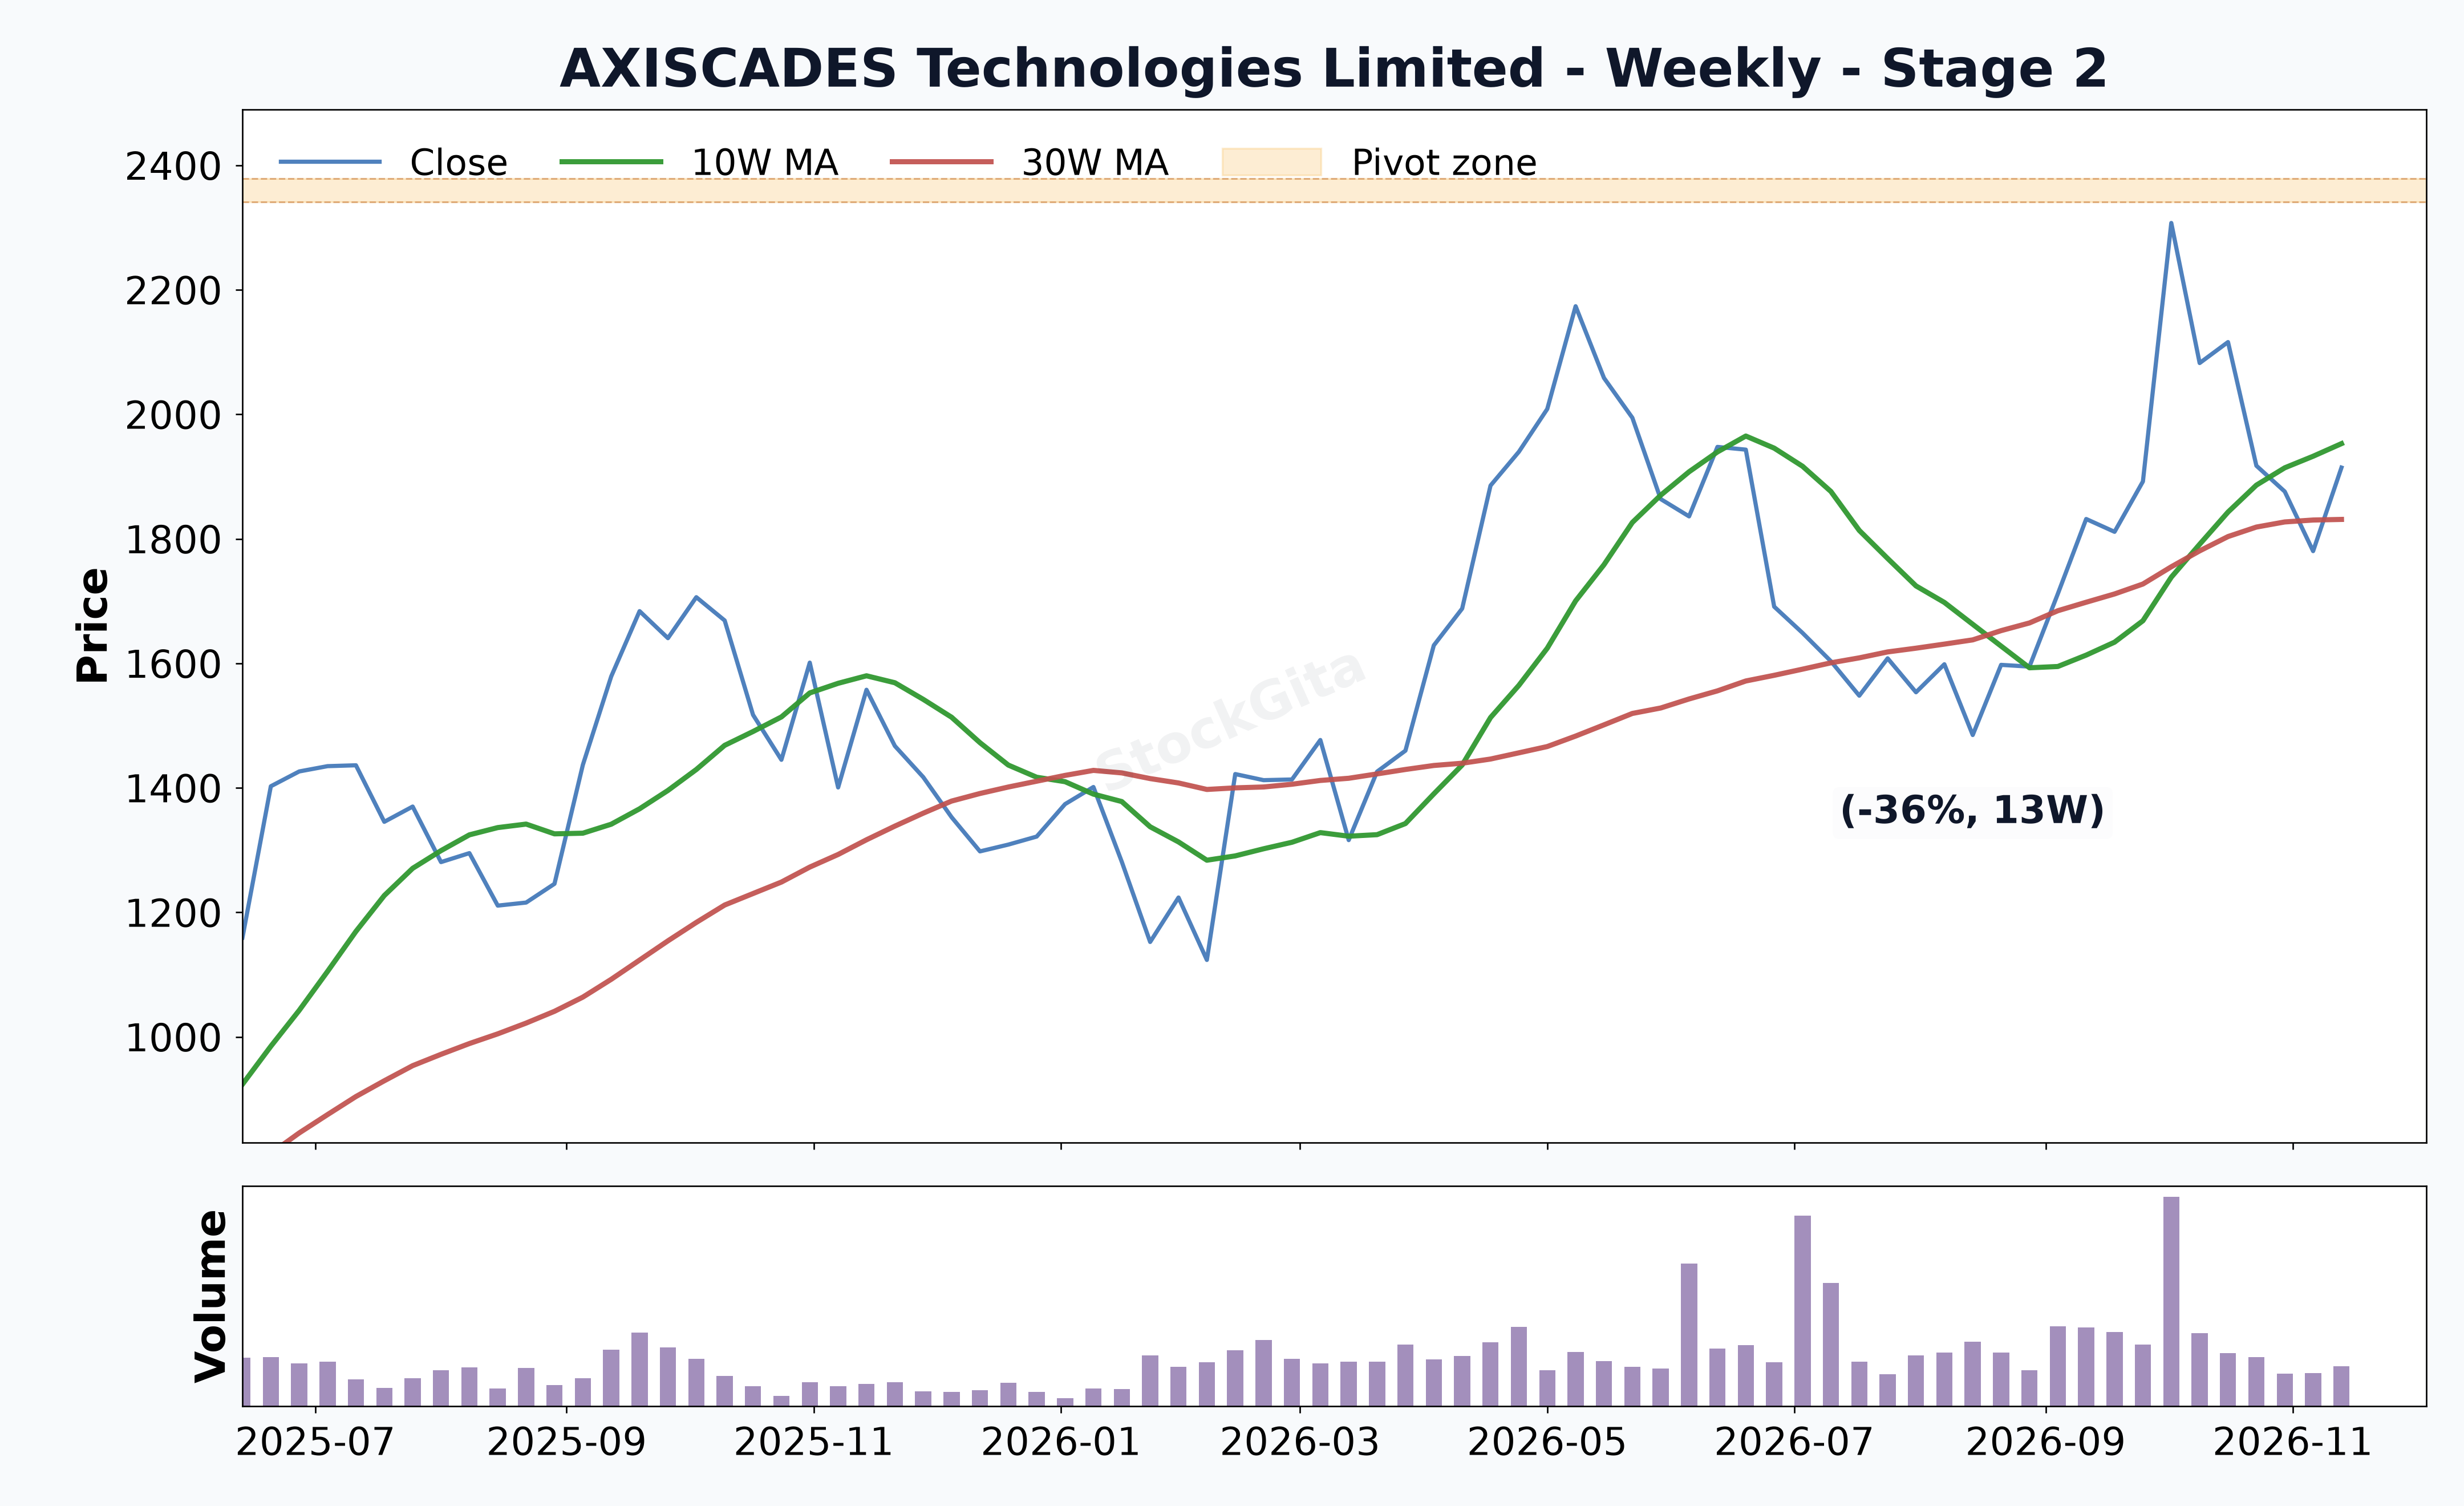 AXISCADES Technologies Limited - Weekly - Stage 2
Close 10W MA 30W MA Pivot zone
2400
2200
2000
1800
1600
1400
1200
1000
Price
StockGita
(-36%, 13W)
Volume
2025-07 2025-09 2025-11 2026-01 2026-03 2026-05 2026-07 2026-09 2026-11